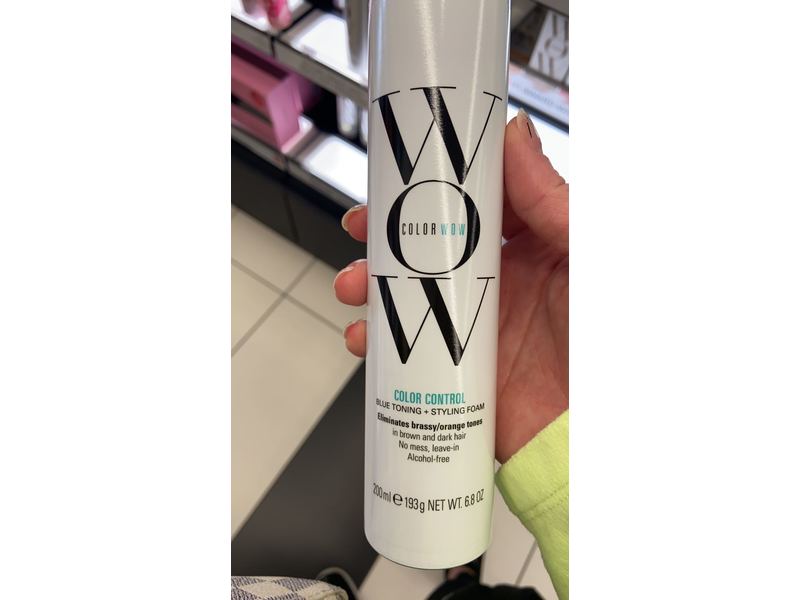 W
O
COLOR WOW
W
COLOR CONTROL
BLUE TONING + STYLING FOAM
Eliminates brassy/orange tones
in brown and dark hair
No mess, leave-in
Alcohol-free
200ml ℮ 193g NET WT. 6.8 OZ